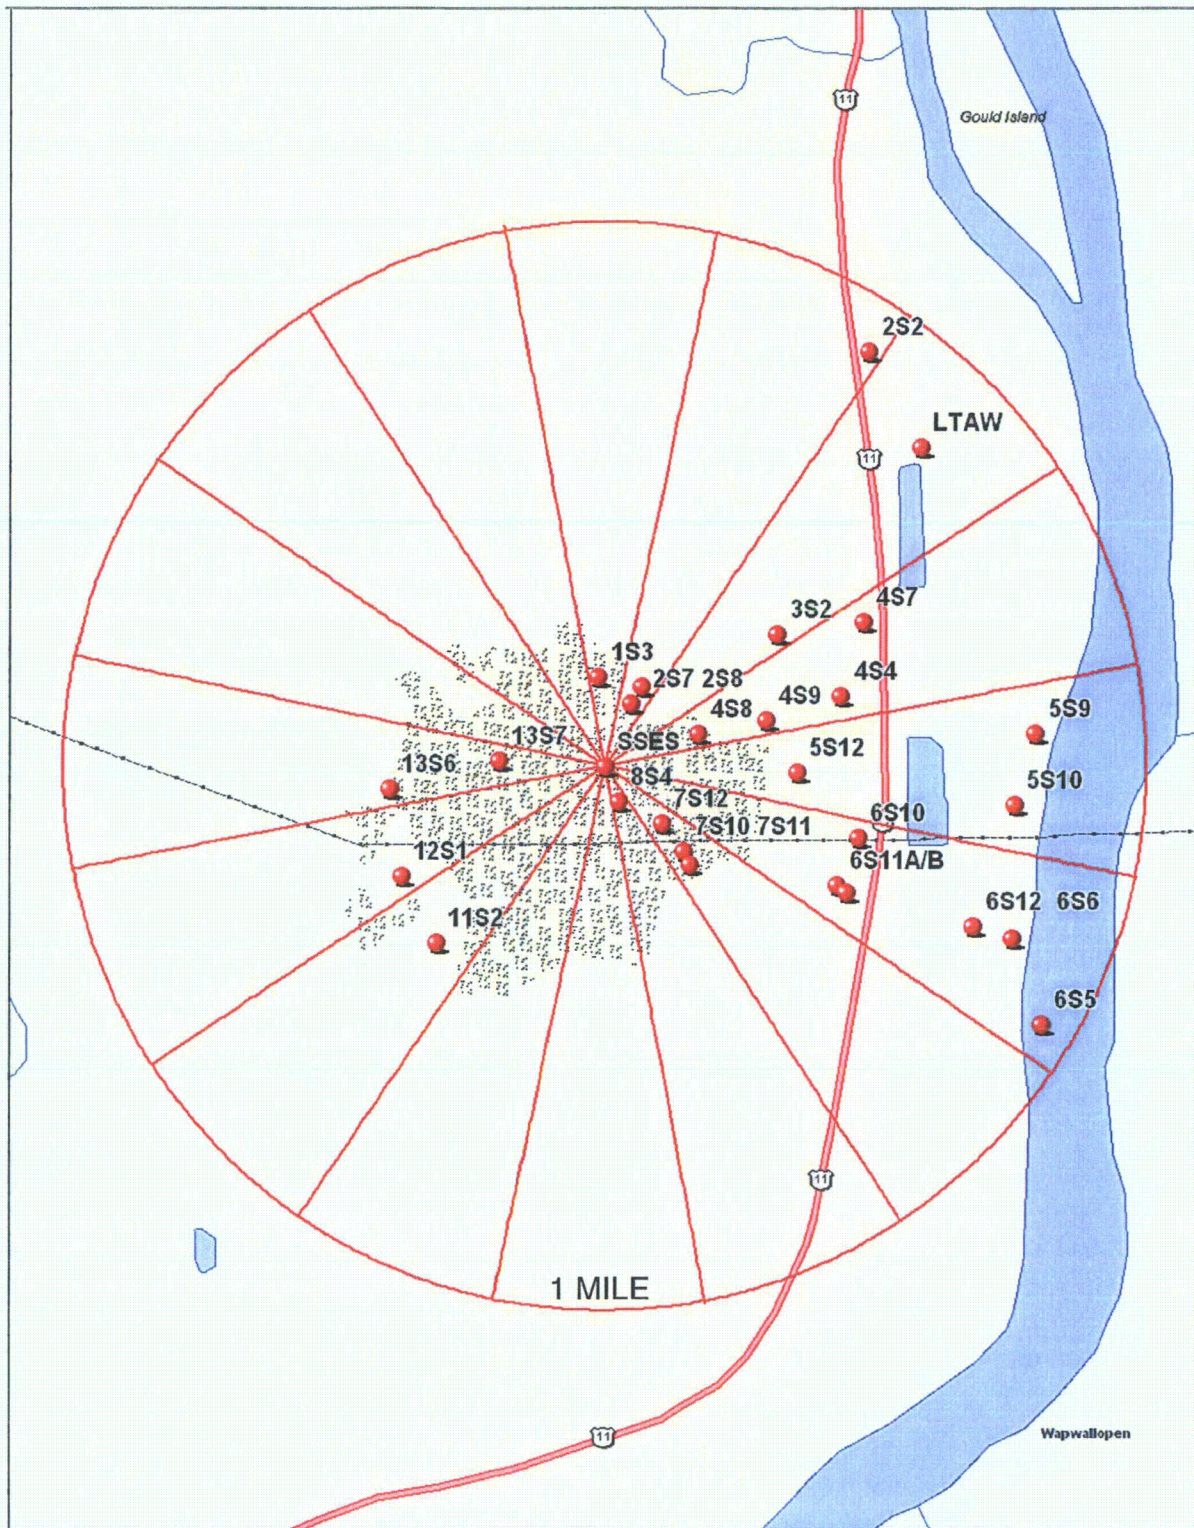 11
Gould Island
2S2
LTAW
11
3S2
4S7
1S3
2S7 2S8
4S4
4S8
4S9
5S9
13S7
SSES
5S12
13S6
8S4
5S10
7S12
6S10
7S10 7S11
12S1
6S11A/B
6S12 6S6
11S2
6S5
11
1 MILE
11
Wapwallopen